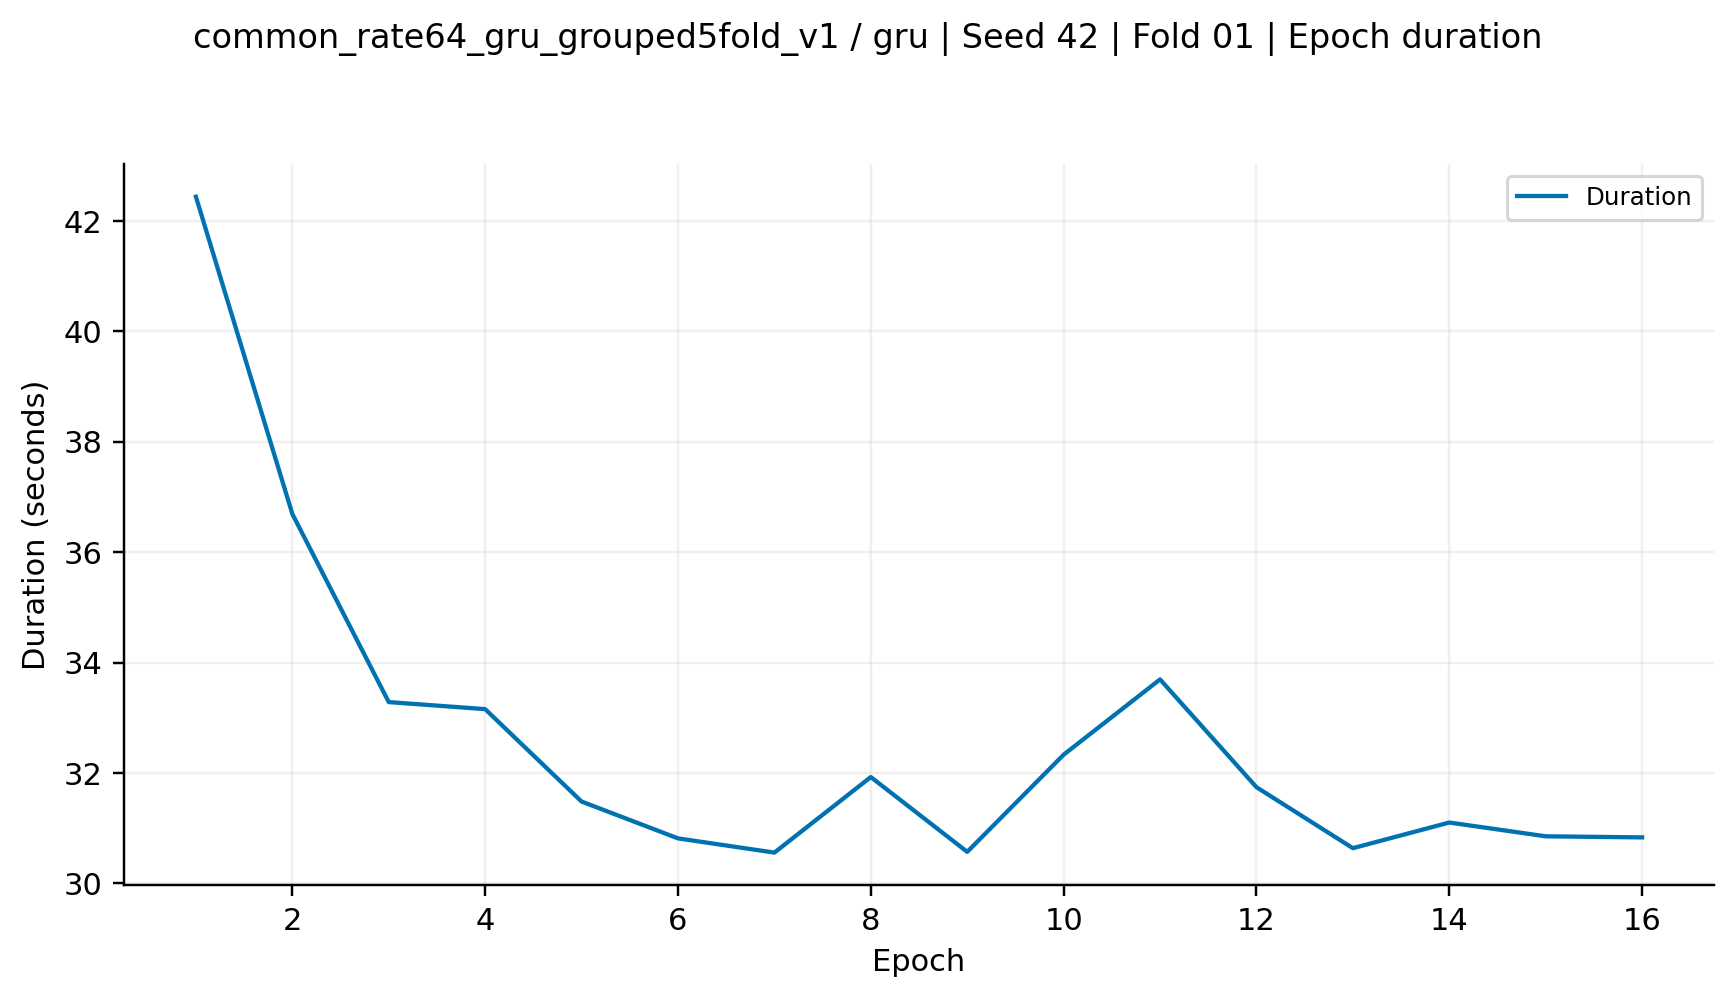 common_rate64_gru_grouped5fold_v1 / gru | Seed 42 | Fold 01 | Epoch duration
Duration
42
40
38
36
34
32
30
Duration (seconds)
2 4 6 8 10 12 14 16
Epoch